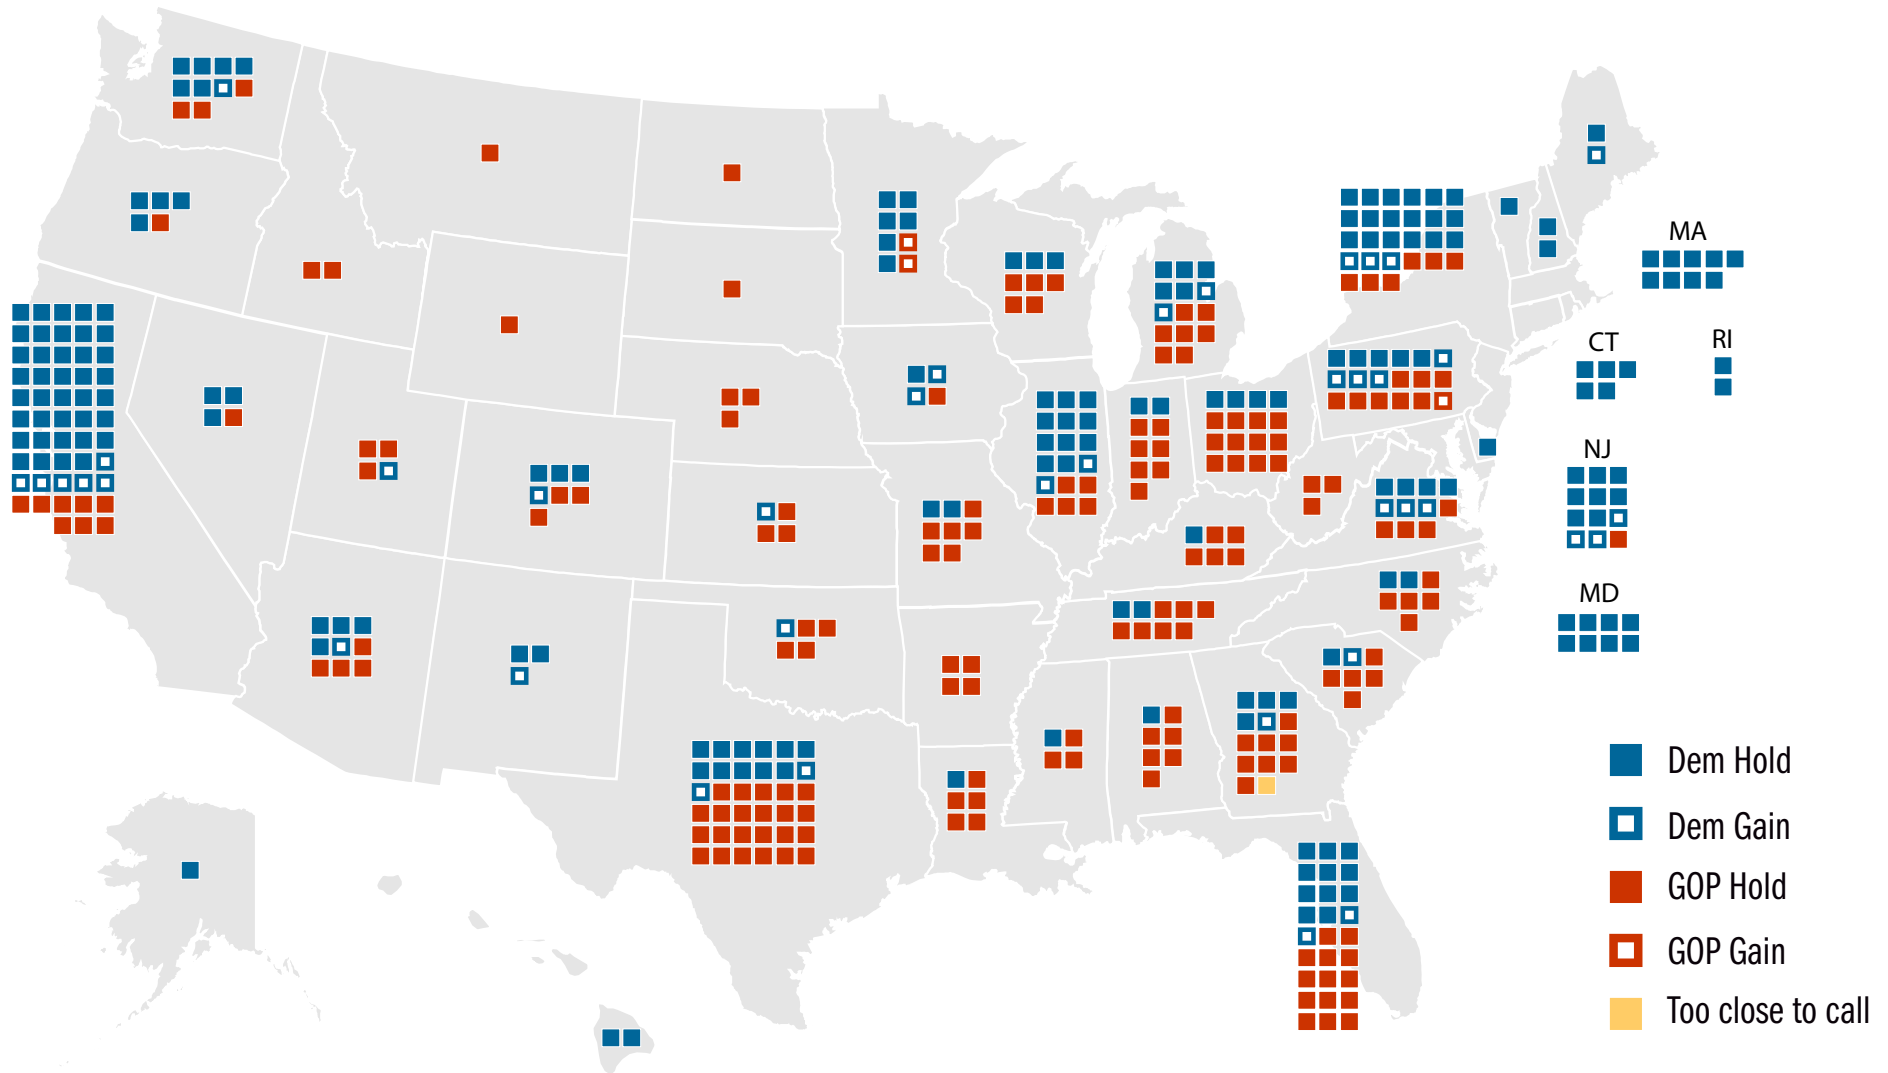 MA
CT
RI
NJ
MD
Dem Hold
Dem Gain
GOP Hold
GOP Gain
Too close to call